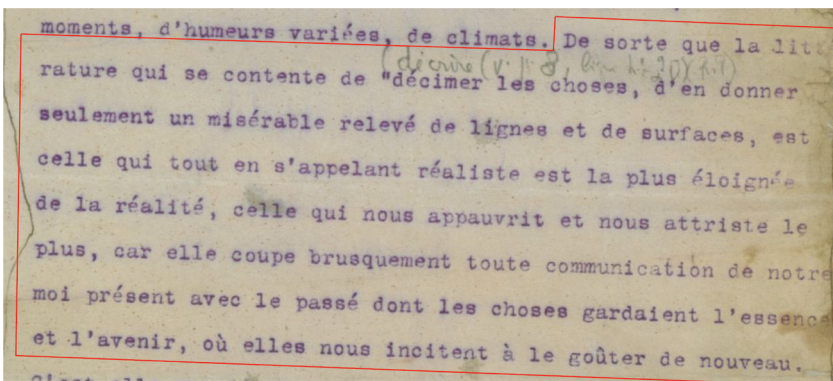 moments, d'humeurs variées, de climats. De sorte que la litt
(décrire (v. p. 8,
rature qui se contente de "décimer les choses, d'en donner
seulement un misérable relevé de lignes et de surfaces, est
celle qui tout en s'appelant réaliste est la plus éloignée
de la réalité, celle qui nous appauvrit et nous attriste le
plus, car elle coupe brusquement toute communication de notre
moi présent avec le passé dont les choses gardaient l'essence
et l'avenir, où elles nous incitent à le goûter de nouveau.